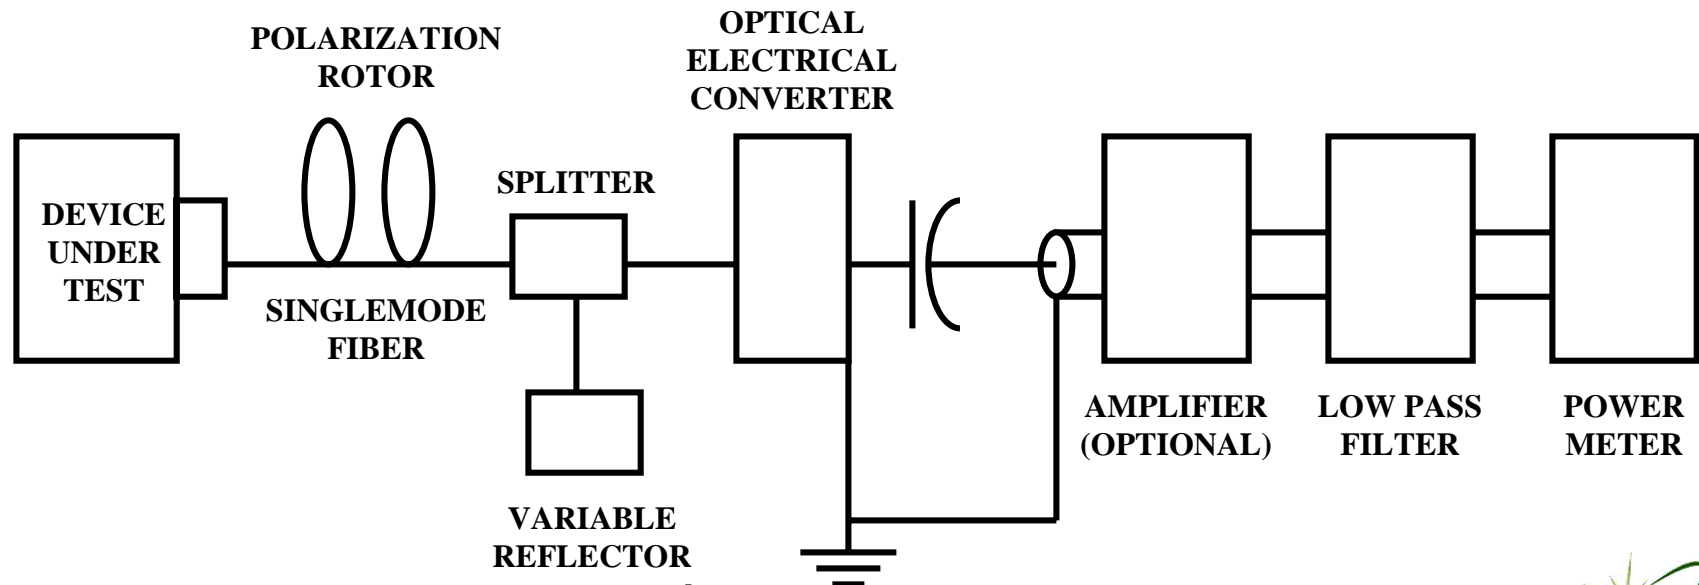 POLARIZATION
ROTOR
OPTICAL
ELECTRICAL
CONVERTER
SPLITTER
DEVICE
UNDER
TEST
SINGLEMODE
FIBER
AMPLIFIER
(OPTIONAL)
LOW PASS
FILTER
POWER
METER
VARIABLE
REFLECTOR